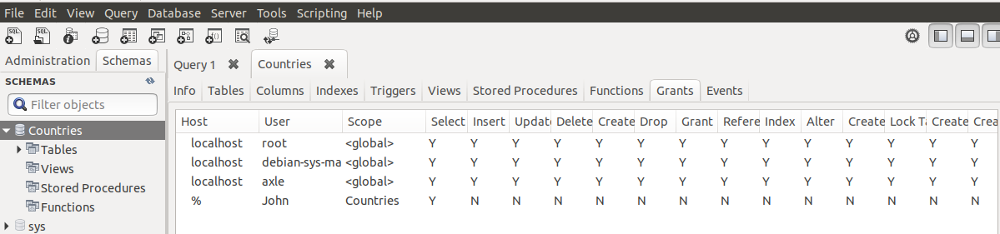 File Edit View Query Database Server Tools Scripting Help
Administration Schemas
SCHEMAS
Filter objects
Countries
Tables
Views
Stored Procedures
Functions
sys
Query 1 Countries
Info Tables Columns Indexes Triggers Views Stored Procedures Functions Grants Events
Host User Scope Select Insert Update Delete Create Drop Grant Refere Index Alter Create Lock Ta Create Crea
localhost root <global> Y Y Y Y Y Y Y Y Y Y Y Y Y Y
localhost debian-sys-ma <global> Y Y Y Y Y Y Y Y Y Y Y Y Y Y
localhost axle <global> Y Y Y Y Y Y Y Y Y Y Y Y Y Y
% John Countries Y N N N N N N N N N N N N N